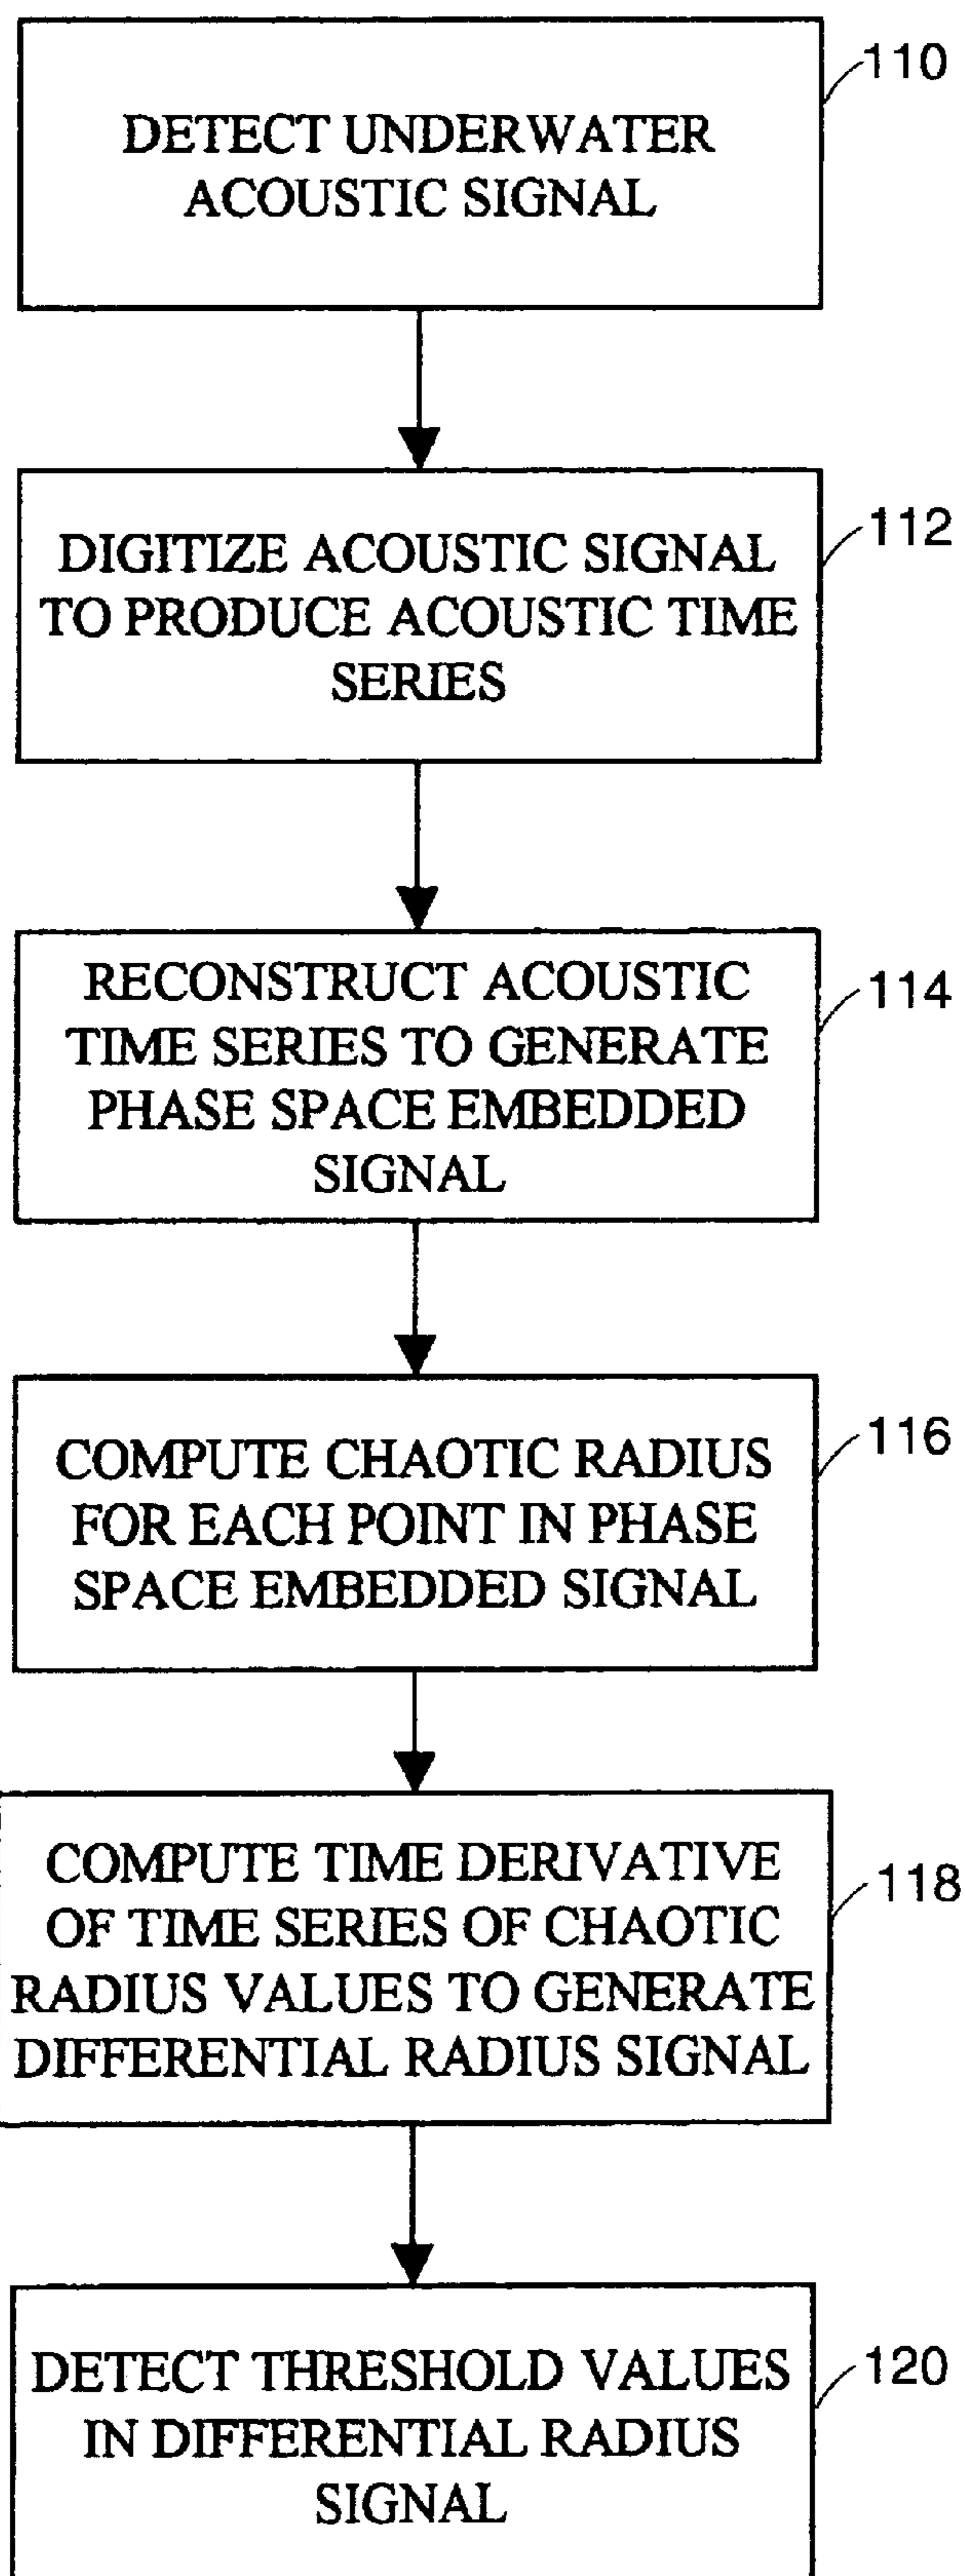 110
DETECT UNDERWATER
ACOUSTIC SIGNAL
112
DIGITIZE ACOUSTIC SIGNAL
TO PRODUCE ACOUSTIC TIME
SERIES
114
RECONSTRUCT ACOUSTIC
TIME SERIES TO GENERATE
PHASE SPACE EMBEDDED
SIGNAL
116
COMPUTE CHAOTIC RADIUS
FOR EACH POINT IN PHASE
SPACE EMBEDDED SIGNAL
118
COMPUTE TIME DERIVATIVE
OF TIME SERIES OF CHAOTIC
RADIUS VALUES TO GENERATE
DIFFERENTIAL RADIUS SIGNAL
120
DETECT THRESHOLD VALUES
IN DIFFERENTIAL RADIUS
SIGNAL